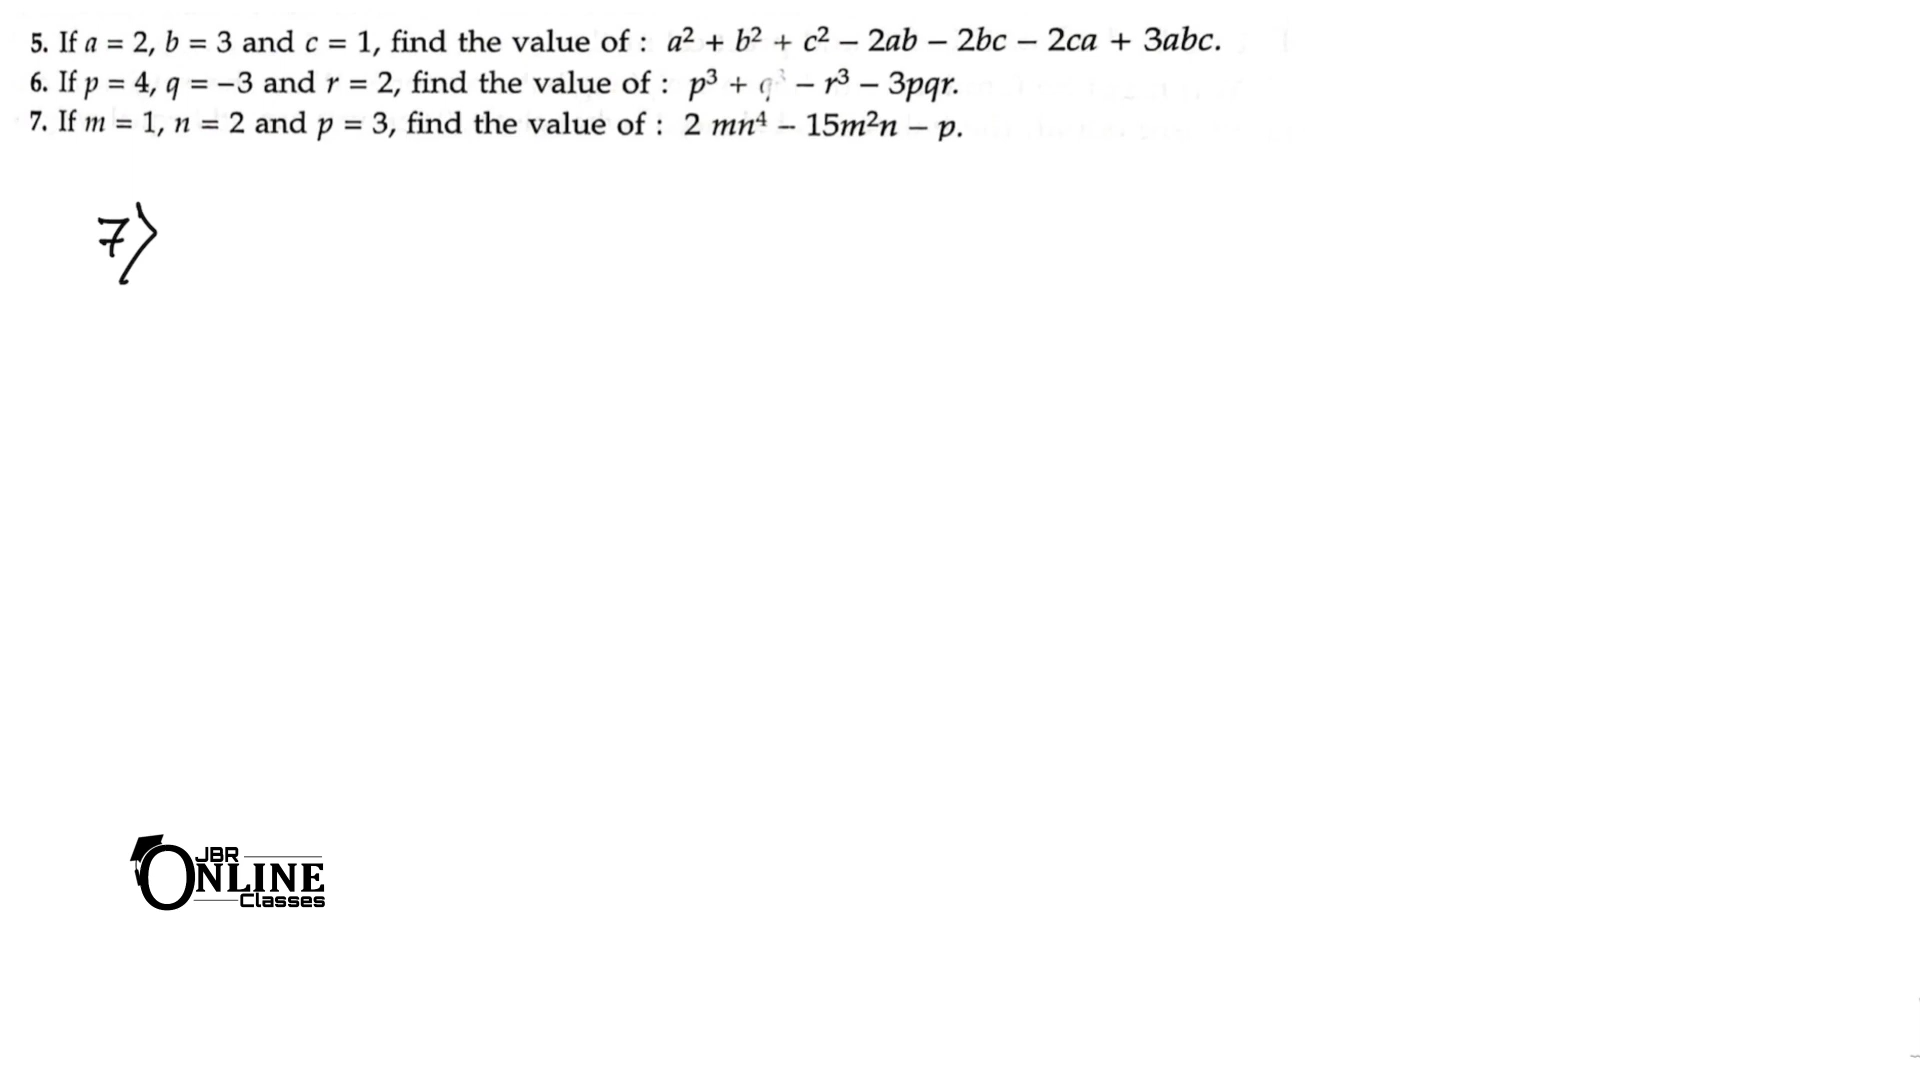 5. If a = 2, b = 3 and c = 1, find the value of : a² + b² + c² – 2ab – 2bc – 2ca + 3abc.
6. If p = 4, q = –3 and r = 2, find the value of : p³ + q³ – r³ – 3pqr.
7. If m = 1, n = 2 and p = 3, find the value of : 2 mn⁴ – 15m²n – p.
7)
JBR
ONLINE
Classes